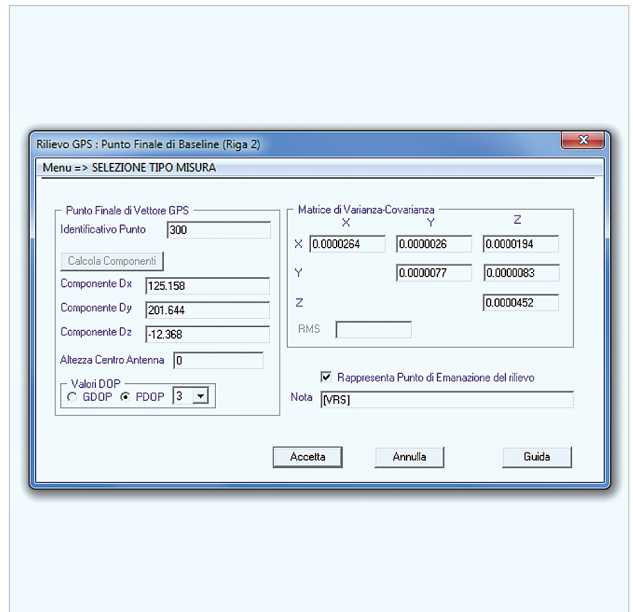 Rilievo GPS : Punto Finale di Baseline (Riga 2)
Menu => SELEZIONE TIPO MISURA
Punto Finale di Vettore GPS
Identificativo Punto 300
Calcola Componenti
Componente Dx 125.158
Componente Dy 201.644
Componente Dz -12.368
Altezza Centro Antenna 0
Valori DOP
GDOP PDOP 3
Matrice di Varianza-Covarianza
X Y Z
X 0.0000264 0.0000026 0.0000194
Y 0.0000077 0.0000083
Z 0.0000452
RMS
Rappresenta Punto di Emanazione del rilievo
Nota [VRS]
Accetta Annulla Guida